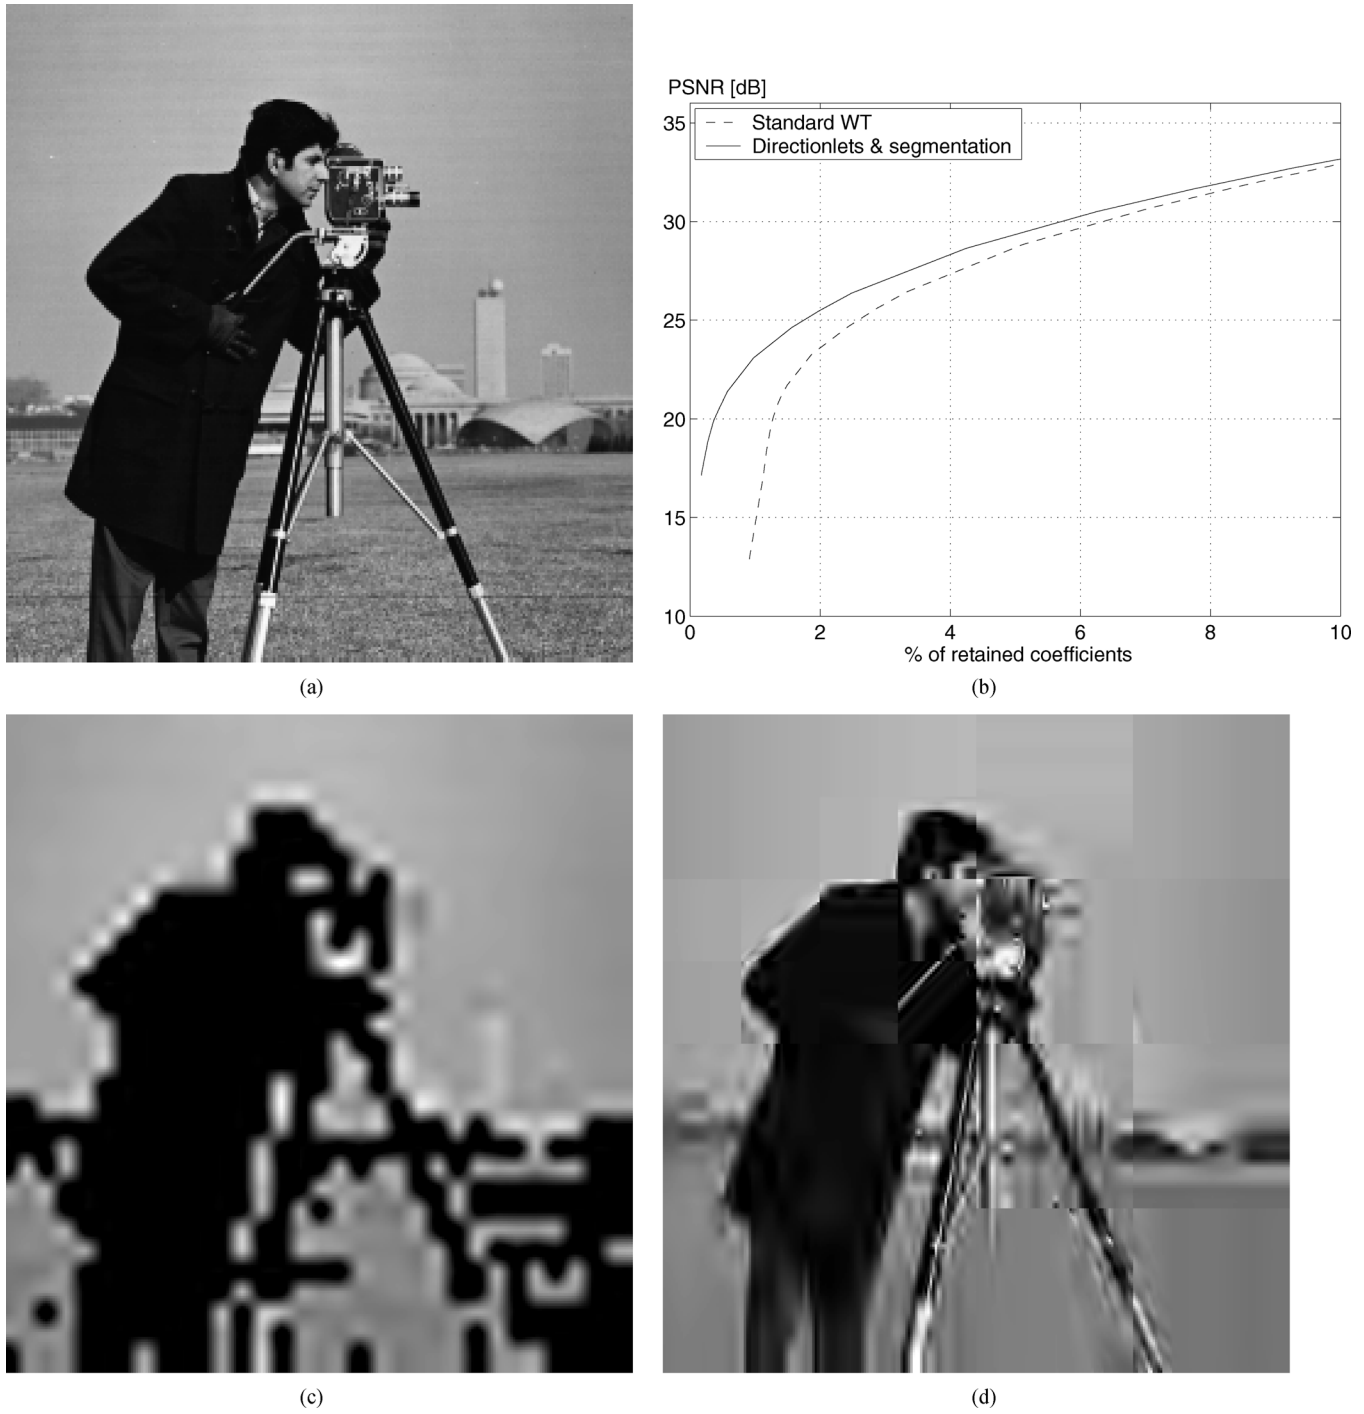 PSNR [dB]
35
Standard WT
Directionlets & segmentation
30
25
20
15
10
0 2 4 6 8 10
% of retained coefficients
(a)
(b)
(c)
(d)